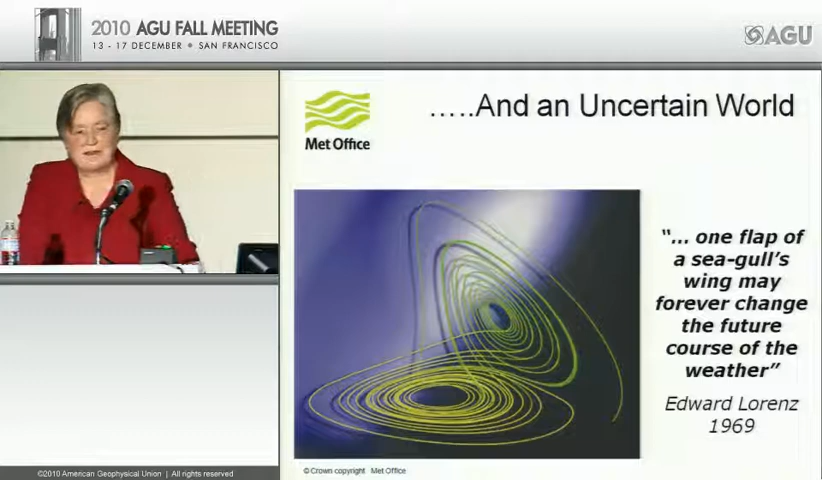 2010 AGU FALL MEETING
13 - 17 DECEMBER • SAN FRANCISCO
AGU
Met Office
.....And an Uncertain World
“... one flap of
a sea-gull’s
wing may
forever change
the future
course of the
weather”
Edward Lorenz
1969
© Crown copyright Met Office
©2010 American Geophysical Union | All rights reserved